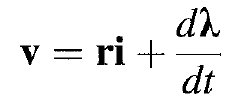 v = ri + dλ/dt